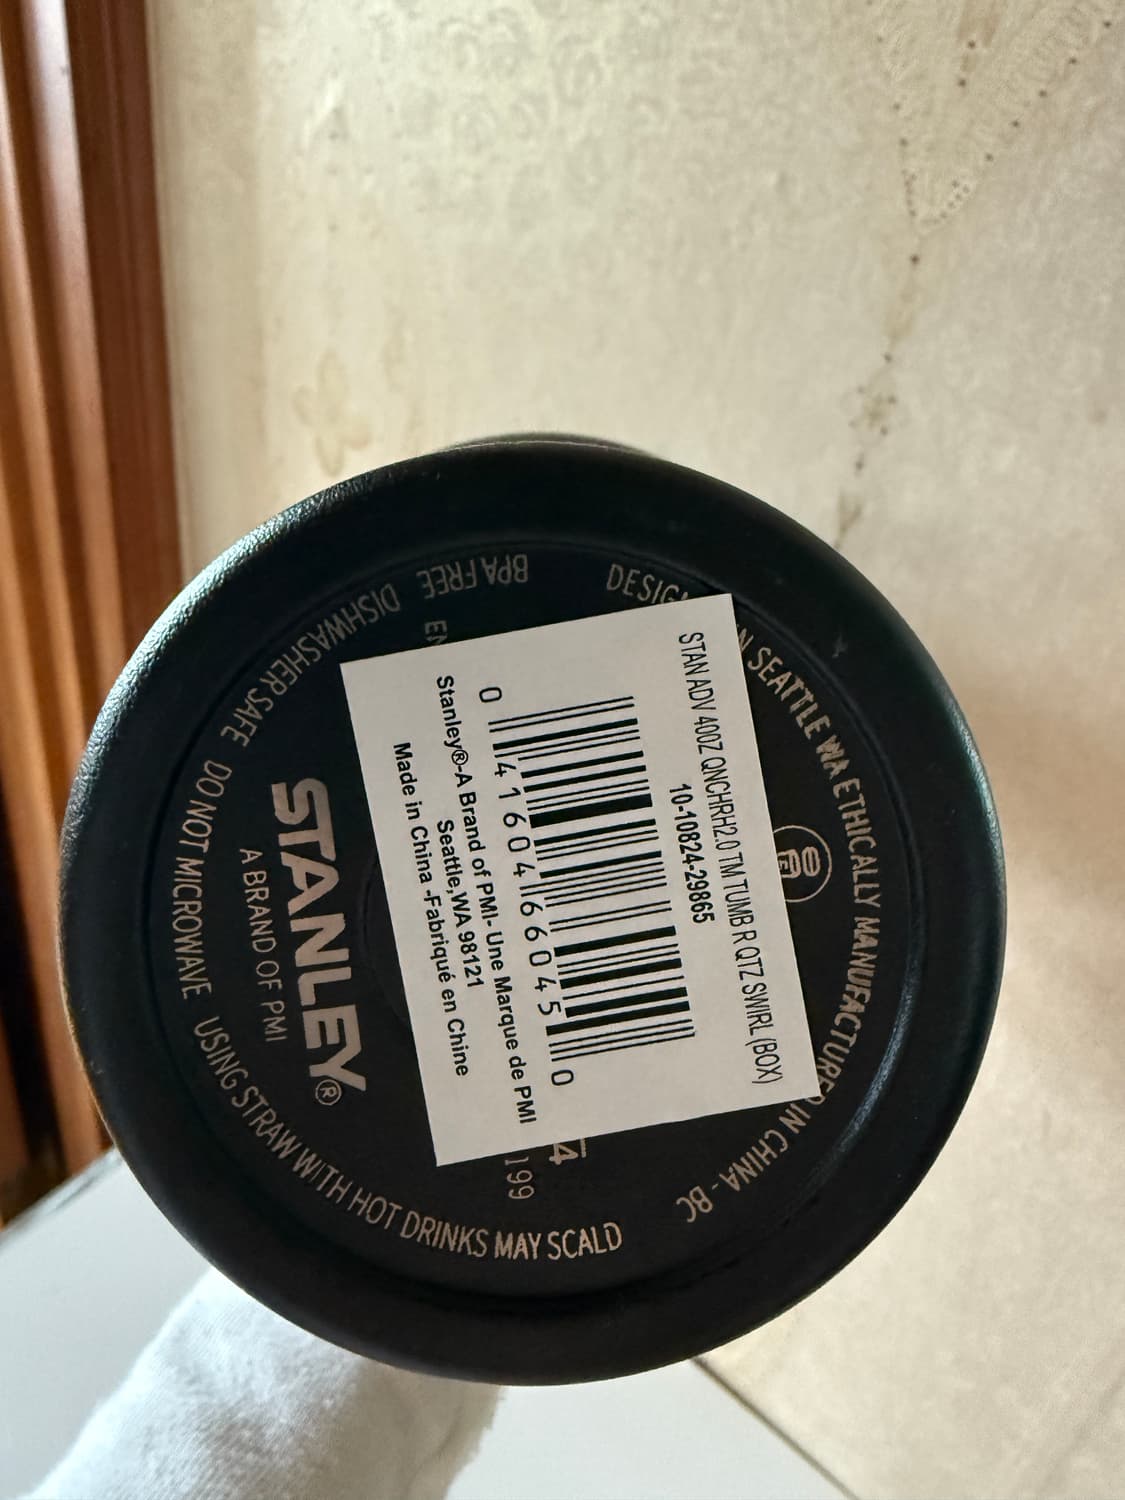 STAN ADV 40OZ QNCHRH2.0 TM TUMB R QTZ SWIRL (BOX)
10-10824-29865
0 41604 66045 0
Stanley®-A Brand of PMI- Une Marque de PMI
Seattle,WA 98121
Made in China -Fabriqué en Chine
STANLEY®
A BRAND OF PMI
IN SEATTLE WA ETHICALLY MANUFACTURED IN CHINA - BC
BPA FREE DISHWASHER SAFE DO NOT MICROWAVE USING STRAW WITH HOT DRINKS MAY SCALD
199